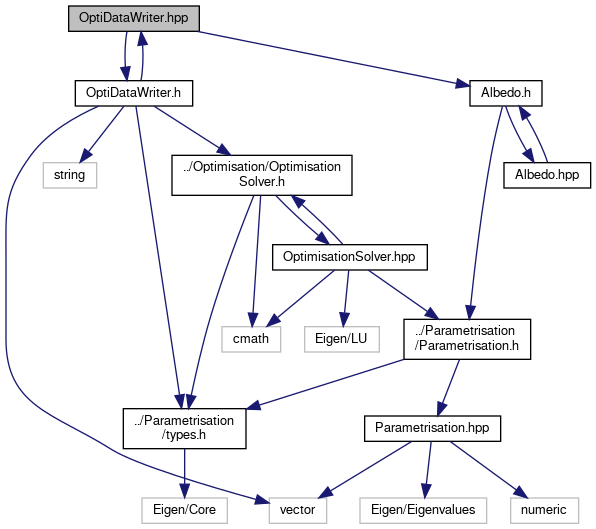 OptiDataWriter.hpp
OptiDataWriter.h
Albedo.h
string
../Optimisation/Optimisation
Solver.h
Albedo.hpp
OptimisationSolver.hpp
cmath
Eigen/LU
../Parametrisation
/Parametrisation.h
../Parametrisation
/types.h
Parametrisation.hpp
Eigen/Core
vector
Eigen/Eigenvalues
numeric